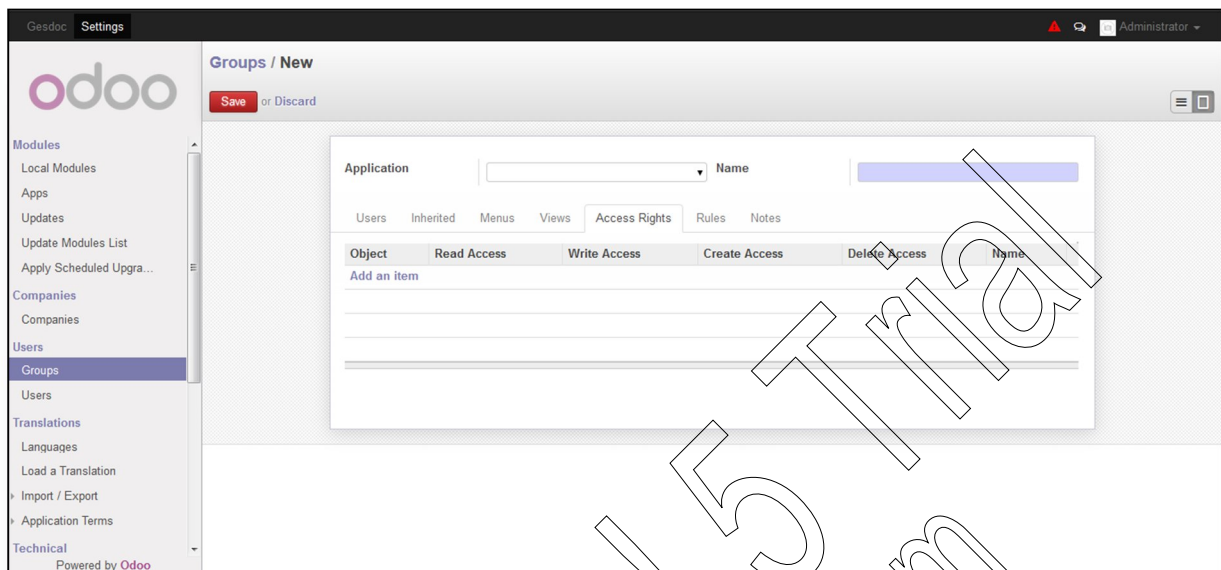 Gesdoc Settings Administrator
odoo
Groups / New
Save or Discard
Modules
Local Modules
Apps
Updates
Update Modules List
Apply Scheduled Upgra...
Companies
Companies
Users
Groups
Users
Translations
Languages
Load a Translation
Import / Export
Application Terms
Technical
Powered by Odoo
Application Name
Users Inherited Menus Views Access Rights Rules Notes
Object Read Access Write Access Create Access Delete Access Name
Add an item
5 Trial